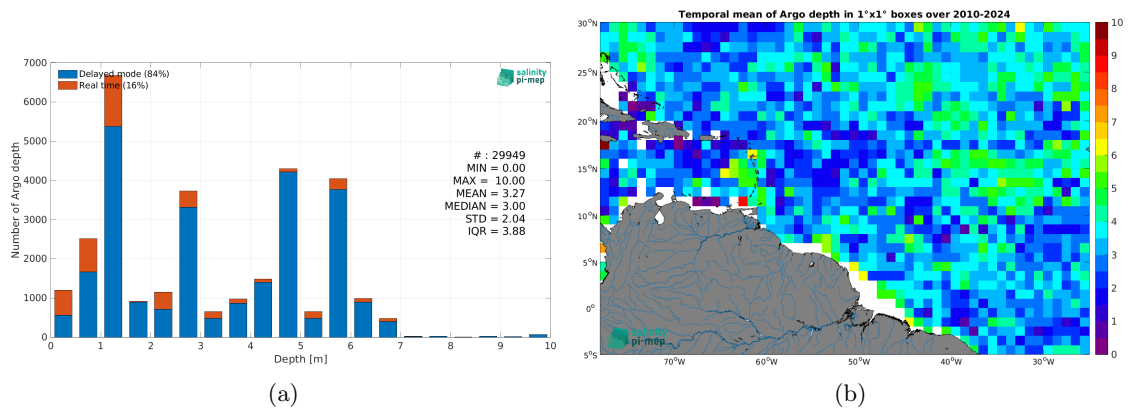 Delayed mode (84%)
Real time (16%)
salinity
pi-mep
# : 29949
MIN = 0.00
MAX = 10.00
MEAN = 3.27
MEDIAN = 3.00
STD = 2.04
IQR = 3.88
Number of Argo depth
7000
6000
5000
4000
3000
2000
1000
0
0 1 2 3 4 5 6 7 8 9 10
Depth [m]
(a)
Temporal mean of Argo depth in 1°x1° boxes over 2010-2024
30°N
25°N
20°N
15°N
10°N
5°N
0°
5°S
70°W 60°W 50°W 40°W 30°W
salinity
pi-mep
10
9
8
7
6
5
4
3
2
1
0
(b)